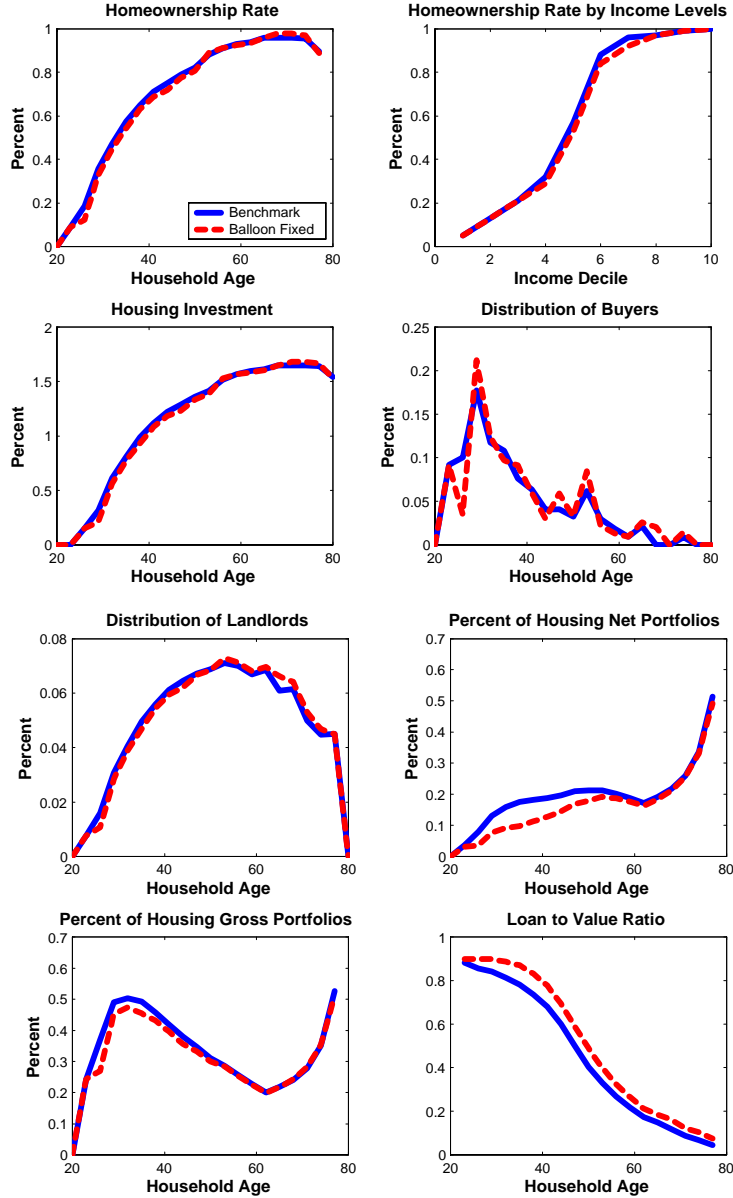 Homeownership Rate
1
0.8
0.6
0.4
0.2
0
Percent
20 40 60 80
Household Age
Benchmark
Balloon Fixed
Homeownership Rate by Income Levels
1
0.8
0.6
0.4
0.2
0
Percent
0 2 4 6 8 10
Income Decile
Housing Investment
2
1.5
1
0.5
0
Percent
20 40 60 80
Household Age
Distribution of Buyers
0.25
0.2
0.15
0.1
0.05
0
Percent
20 40 60 80
Household Age
Distribution of Landlords
0.08
0.06
0.04
0.02
0
Percent
20 40 60 80
Household Age
Percent of Housing Net Portfolios
0.7
0.6
0.5
0.4
0.3
0.2
0.1
0
Percent
20 40 60 80
Household Age
Percent of Housing Gross Portfolios
0.7
0.6
0.5
0.4
0.3
0.2
0.1
0
Percent
20 40 60 80
Household Age
Loan to Value Ratio
1
0.8
0.6
0.4
0.2
0
Percent
20 40 60 80
Household Age